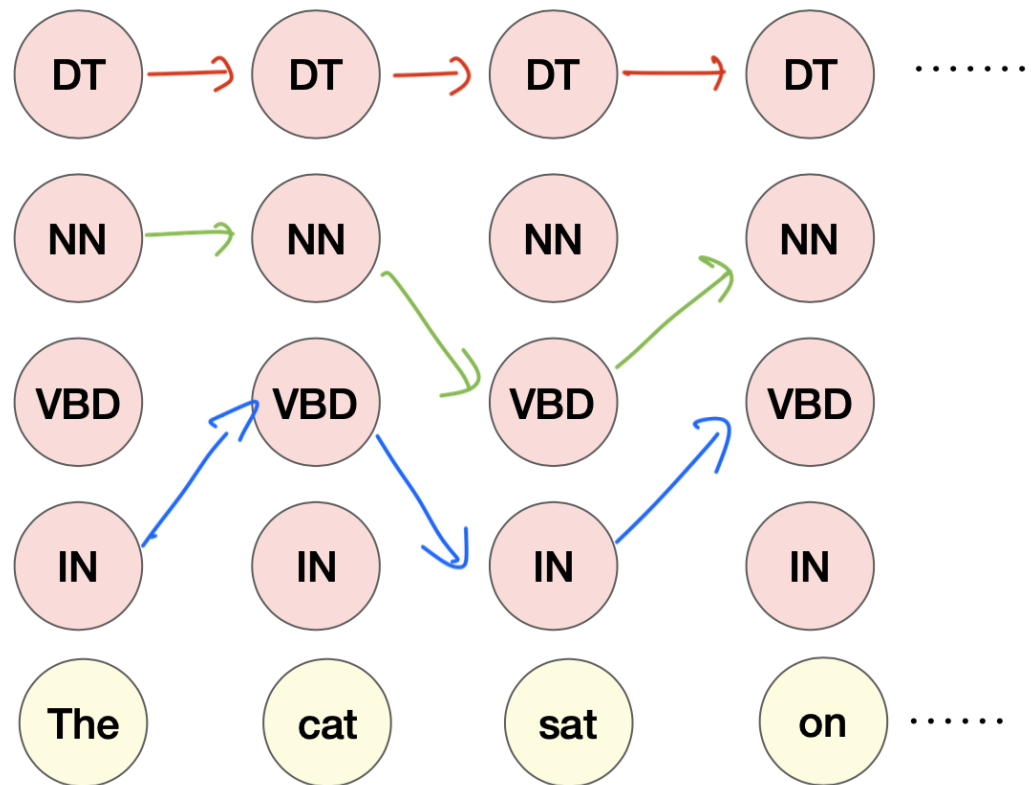 DT DT DT DT .......
NN NN NN NN
VBD VBD VBD VBD
IN IN IN IN
The cat sat on ......